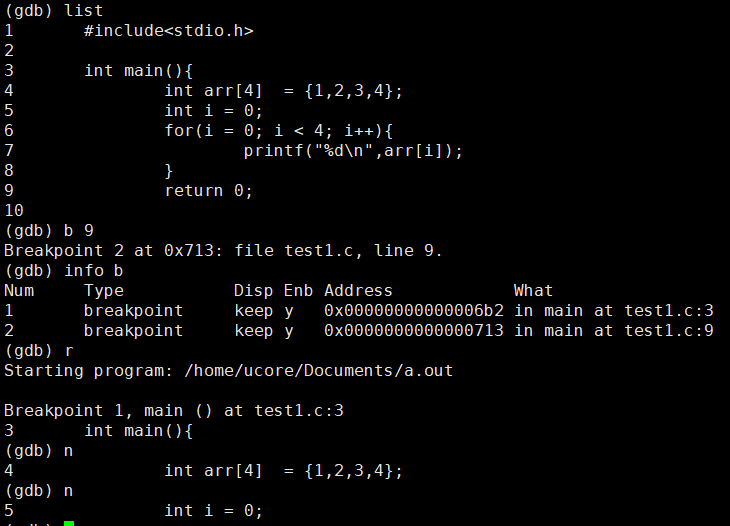 (gdb) list
1       #include<stdio.h>
2
3       int main(){
4               int arr[4]  = {1,2,3,4};
5               int i = 0;
6               for(i = 0; i < 4; i++){
7                       printf("%d\n",arr[i]);
8               }
9               return 0;
10
(gdb) b 9
Breakpoint 2 at 0x713: file test1.c, line 9.
(gdb) info b
Num     Type           Disp Enb Address            What
1       breakpoint     keep y   0x00000000000006b2 in main at test1.c:3
2       breakpoint     keep y   0x0000000000000713 in main at test1.c:9
(gdb) r
Starting program: /home/ucore/Documents/a.out

Breakpoint 1, main () at test1.c:3
3       int main(){
(gdb) n
4               int arr[4]  = {1,2,3,4};
(gdb) n
5               int i = 0;